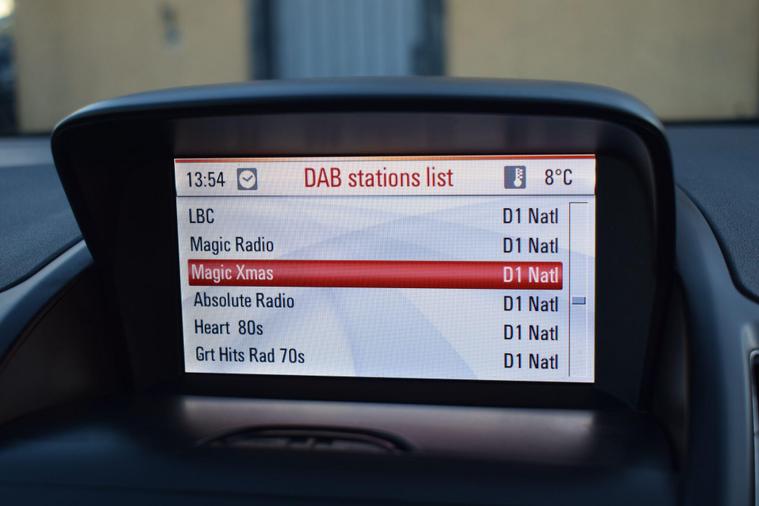 13:54 DAB stations list 8°C
LBC D1 Natl
Magic Radio D1 Natl
Magic Xmas D1 Natl
Absolute Radio D1 Natl
Heart 80s D1 Natl
Grt Hits Rad 70s D1 Natl